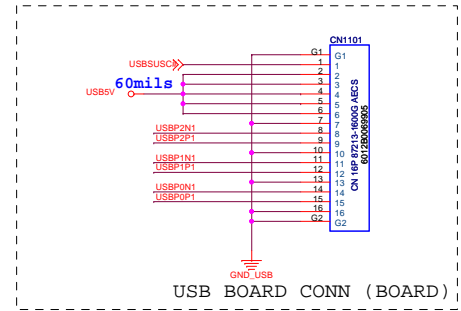 CN1101
G1 G1
USBSUSC# 1 1
2 2
60mils 3 3
USB5V 4 4
5 5
6 6
7 7
USBP2N1 8 8
USBP2P1 9 9
10 10
USBP1N1 11 11
USBP1P1 12 12
13 13
USBP0N1 14 14
USBP0P1 15 15
16 16
G2 G2
CN 16P 87213-1600G AECS
6012B0069905
GND_USB
USB BOARD CONN (BOARD)